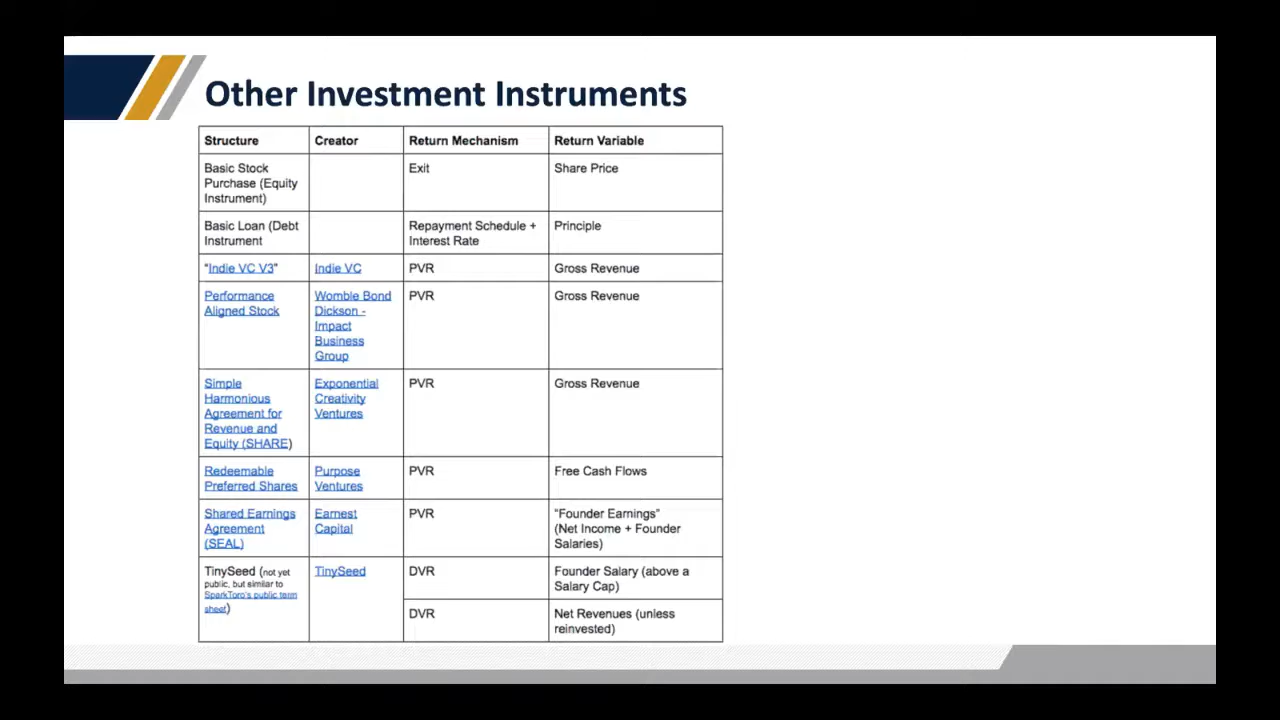 Other Investment Instruments
Structure
Creator
Return Mechanism
Return Variable
Basic Stock
Purchase (Equity
Instrument)
Exit
Share Price
Basic Loan (Debt
Instrument
Repayment Schedule +
Interest Rate
Principle
“Indie VC V3”
Indie VC
PVR
Gross Revenue
Performance
Aligned Stock
Womble Bond
Dickson -
Impact
Business
Group
PVR
Gross Revenue
Simple
Harmonious
Agreement for
Revenue and
Equity (SHARE)
Exponential
Creativity
Ventures
PVR
Gross Revenue
Redeemable
Preferred Shares
Purpose
Ventures
PVR
Free Cash Flows
Shared Earnings
Agreement
(SEAL)
Earnest
Capital
PVR
“Founder Earnings”
(Net Income + Founder
Salaries)
TinySeed (not yet
public, but similar to
SparkToro's public term
sheet)
TinySeed
DVR
Founder Salary (above a
Salary Cap)
DVR
Net Revenues (unless
reinvested)